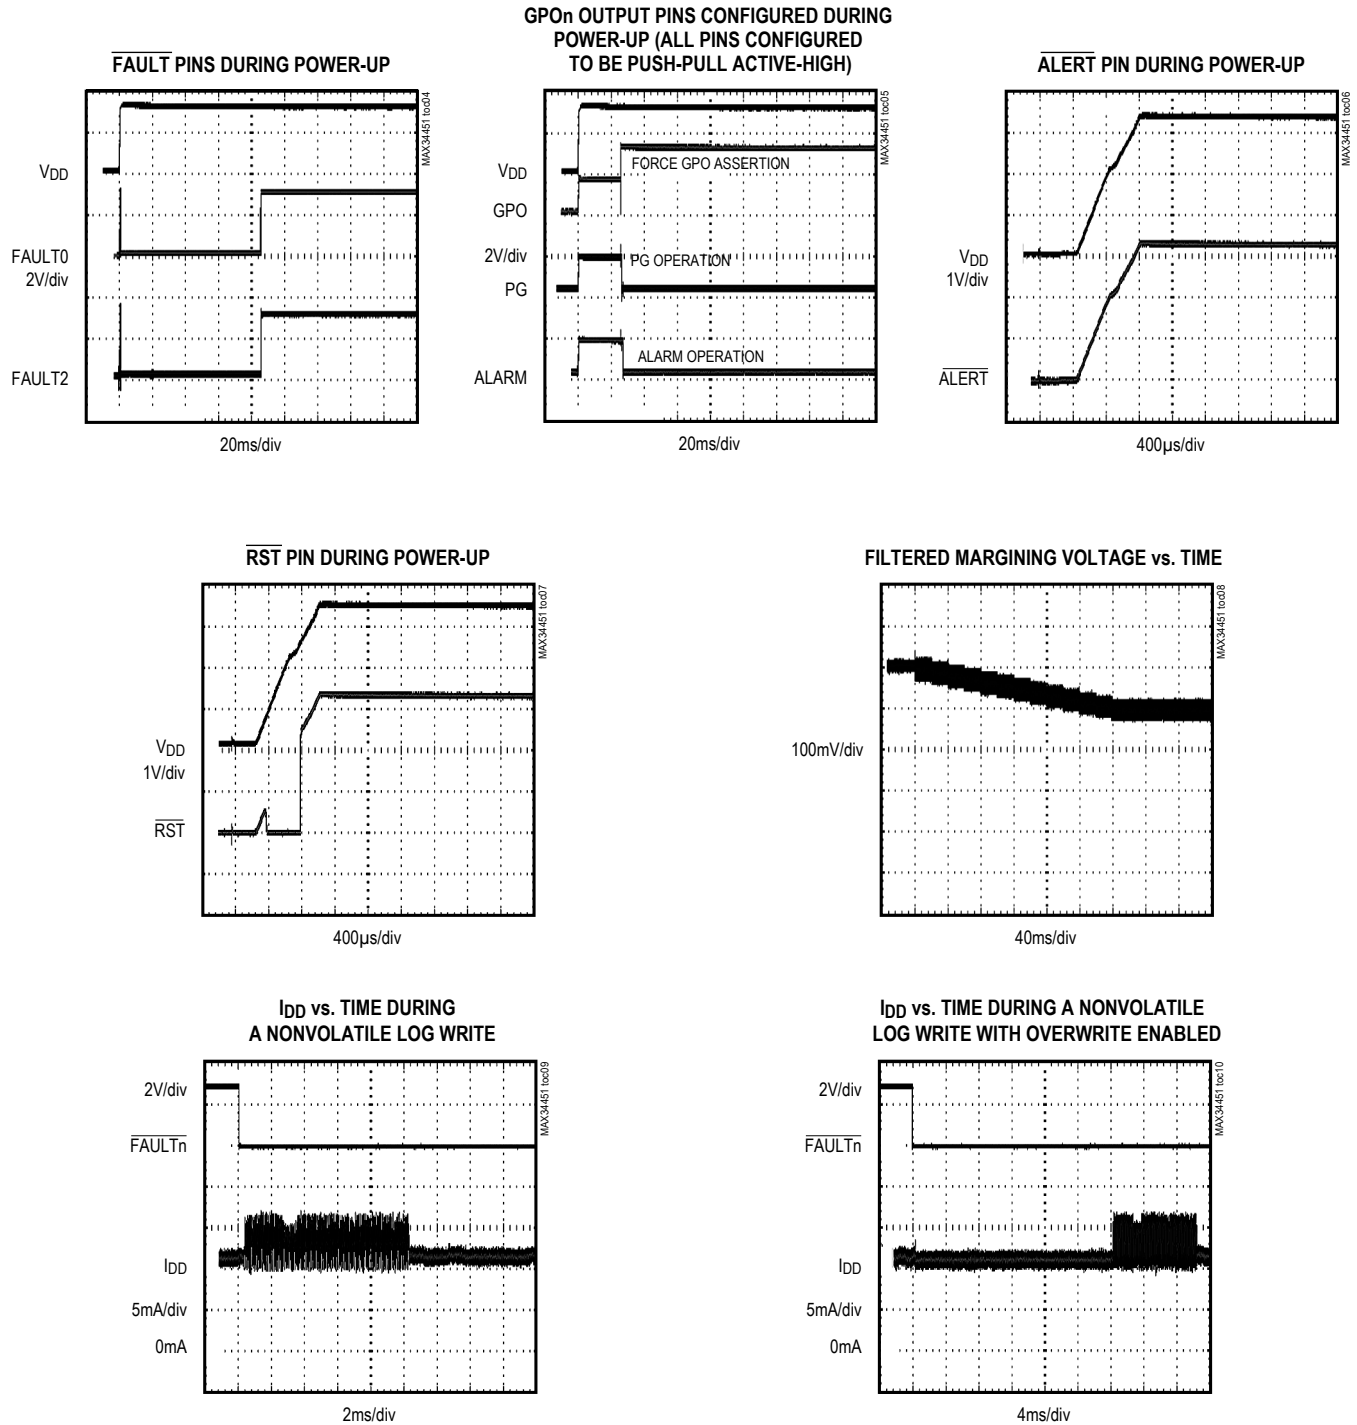 FAULT PINS DURING POWER-UP
MAX34451 toc04
VDD
FAULT0
2V/div
FAULT2
20ms/div
GPOn OUTPUT PINS CONFIGURED DURING
POWER-UP (ALL PINS CONFIGURED
TO BE PUSH-PULL ACTIVE-HIGH)
MAX34451 toc05
VDD
FORCE GPO ASSERTION
GPO
2V/div
PG OPERATION
PG
ALARM OPERATION
ALARM
20ms/div
ALERT PIN DURING POWER-UP
MAX34451 toc06
VDD
1V/div
ALERT
400µs/div
RST PIN DURING POWER-UP
MAX34451 toc07
VDD
1V/div
RST
400µs/div
FILTERED MARGINING VOLTAGE vs. TIME
MAX34451 toc08
100mV/div
40ms/div
IDD vs. TIME DURING
A NONVOLATILE LOG WRITE
MAX34451 toc09
2V/div
FAULTn
IDD
5mA/div
0mA
2ms/div
IDD vs. TIME DURING A NONVOLATILE
LOG WRITE WITH OVERWRITE ENABLED
MAX34451 toc10
2V/div
FAULTn
IDD
5mA/div
0mA
4ms/div